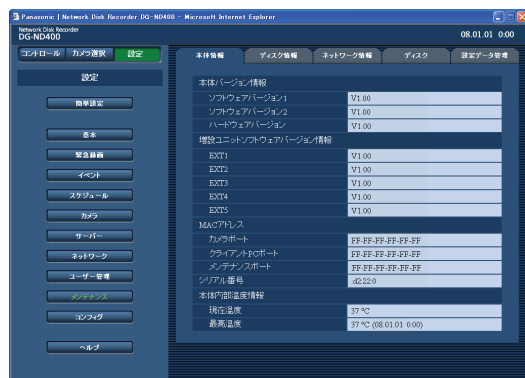 Panasonic | Network Disk Recorder DG-ND400 - Microsoft Internet Explorer
Network Disk Recorder
DG-ND400
08.01.01 0:00
コントロール カメラ選択 設定
本体情報 ディスク情報 ネットワーク情報 ディスク 設定データ管理
設定
簡単設定
基本
緊急録画
イベント
スケジュール
カメラ
サーバー
ネットワーク
ユーザー管理
メンテナンス
コンフィグ
ヘルプ
本体バージョン情報
ソフトウェアバージョン1 V1.00
ソフトウェアバージョン2 V1.00
ハードウェアバージョン V1.00
増設ユニットソフトウェアバージョン情報
EXT1 V1.00
EXT2 V1.00
EXT3 V1.00
EXT4 V1.00
EXT5 V1.00
MACアドレス
カメラポート FF-FF-FF-FF-FF-FF
クライアントPCポート FF-FF-FF-FF-FF-FF
メンテナンスポート FF-FF-FF-FF-FF-FF
シリアル番号
本体内部温度情報
現在温度 37 ℃
最高温度 37 ℃ (08.01.01 0:00)